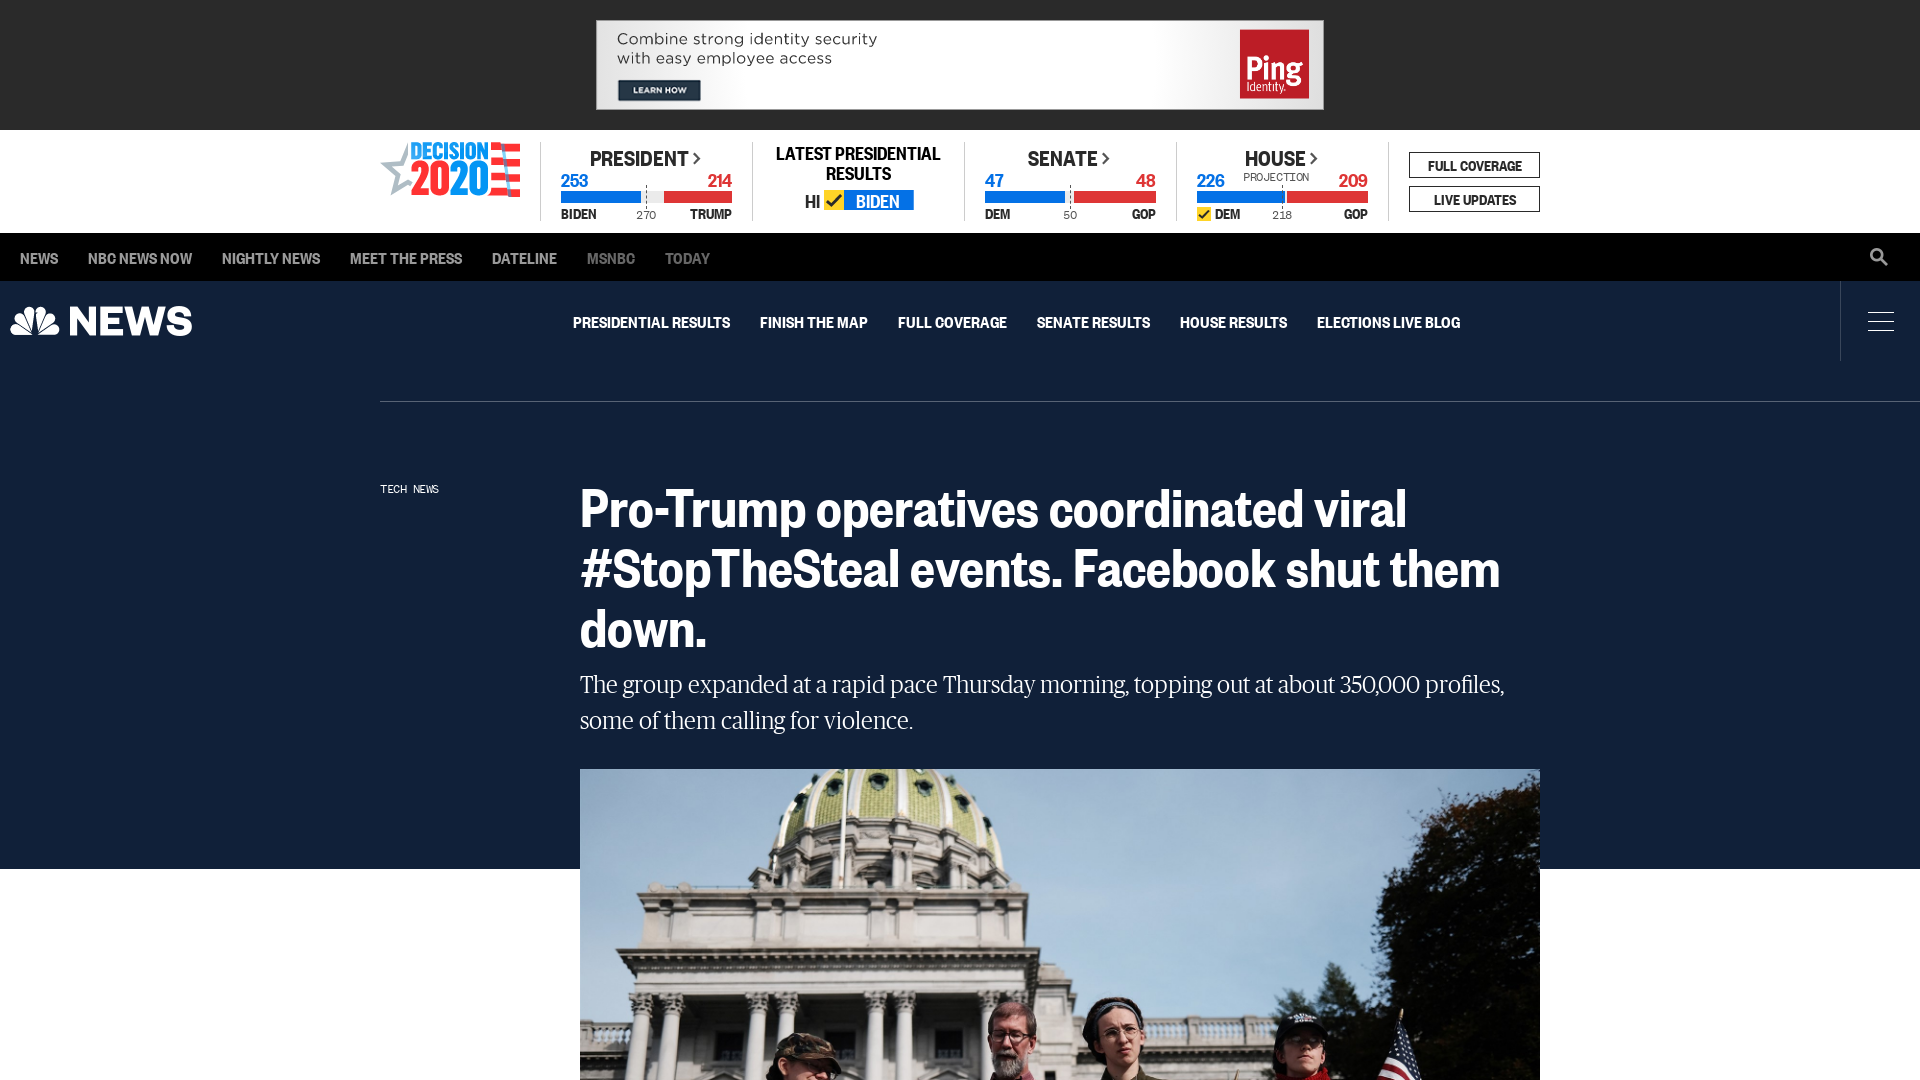 Combine strong identity security
with easy employee access
LEARN HOW
Ping
Identity.
DECISION
2020
PRESIDENT
253 214
BIDEN 270 TRUMP
LATEST PRESIDENTIAL
RESULTS
HI BIDEN
SENATE
47 48
DEM 50 GOP
HOUSE
PROJECTION
226 209
DEM 218 GOP
FULL COVERAGE
LIVE UPDATES
NEWS NBC NEWS NOW NIGHTLY NEWS MEET THE PRESS DATELINE MSNBC TODAY
NEWS
PRESIDENTIAL RESULTS FINISH THE MAP FULL COVERAGE SENATE RESULTS HOUSE RESULTS ELECTIONS LIVE BLOG
TECH NEWS
Pro-Trump operatives coordinated viral
#StopTheSteal events. Facebook shut them
down.
The group expanded at a rapid pace Thursday morning, topping out at about 350,000 profiles,
some of them calling for violence.